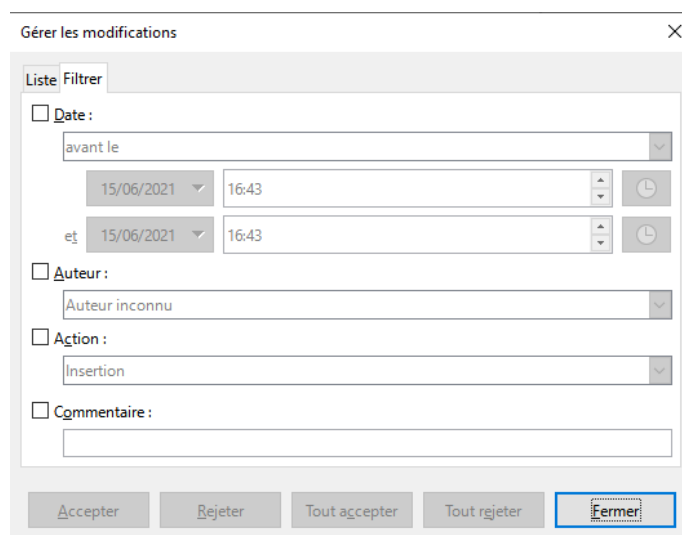 Gérer les modifications
Liste Filtrer
Date :
avant le
15/06/2021 16:43
et 15/06/2021 16:43
Auteur :
Auteur inconnu
Action :
Insertion
Commentaire :
Accepter Rejeter Tout accepter Tout rejeter Fermer